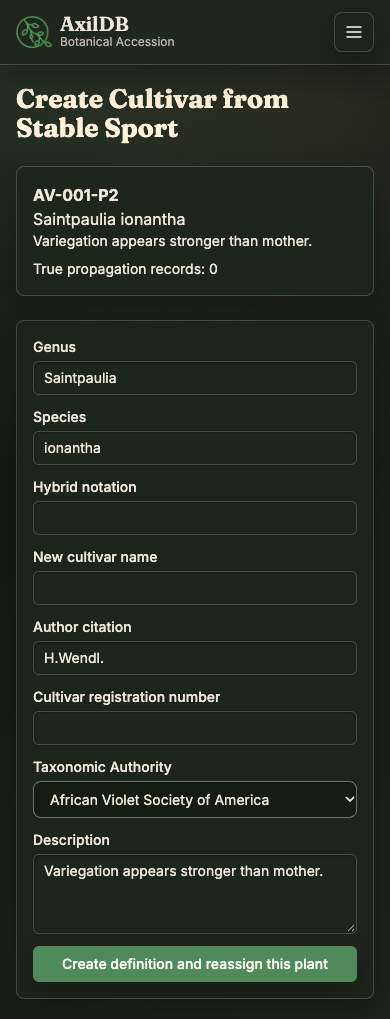 AxilDB
Botanical Accession
Create Cultivar from
Stable Sport
AV-001-P2
Saintpaulia ionantha
Variegation appears stronger than mother.
True propagation records: 0
Genus
Saintpaulia
Species
ionantha
Hybrid notation
New cultivar name
Author citation
H.Wendl.
Cultivar registration number
Taxonomic Authority
African Violet Society of America
Description
Variegation appears stronger than mother.
Create definition and reassign this plant